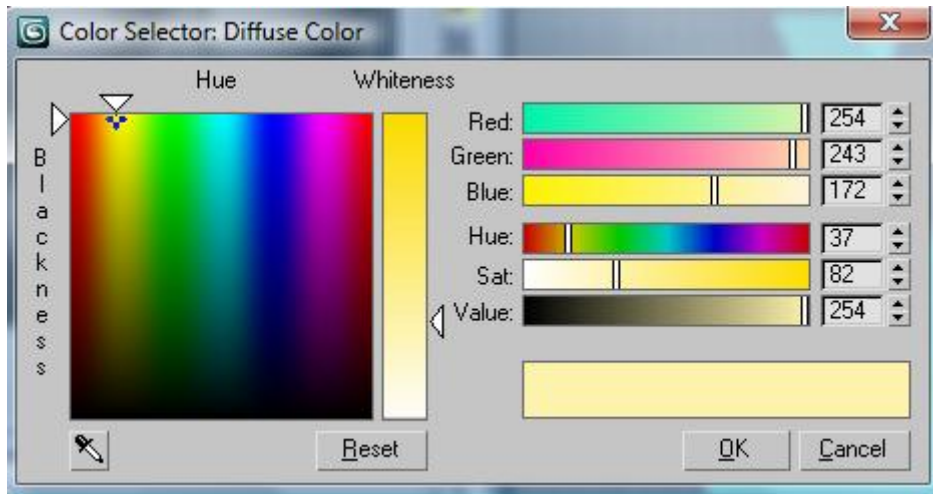 Color Selector: Diffuse Color
Hue
Whiteness
Blackness
Red: 254
Green: 243
Blue: 172
Hue: 37
Sat: 82
Value: 254
Reset
OK
Cancel